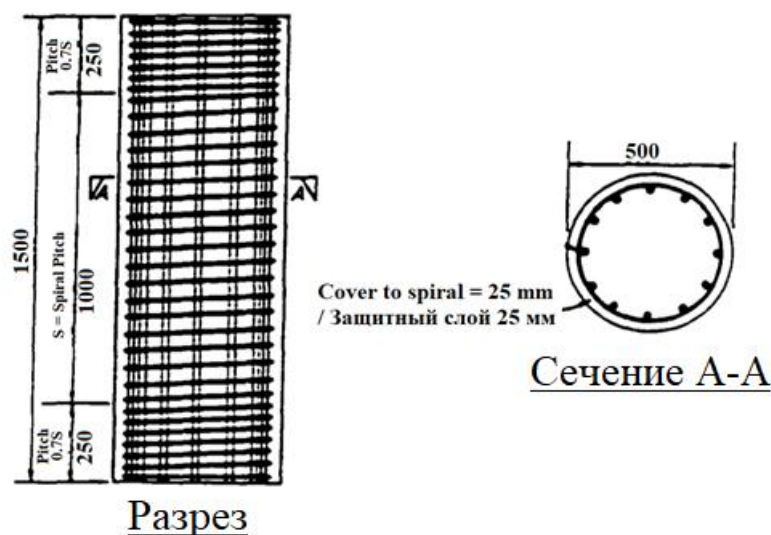 Pitch
0.7S
250
1500
S = Spiral Pitch
1000
Pitch
0.7S
250
A
A
500
Cover to spiral = 25 mm
/ Защитный слой 25 мм
Сечение А-А
Разрез